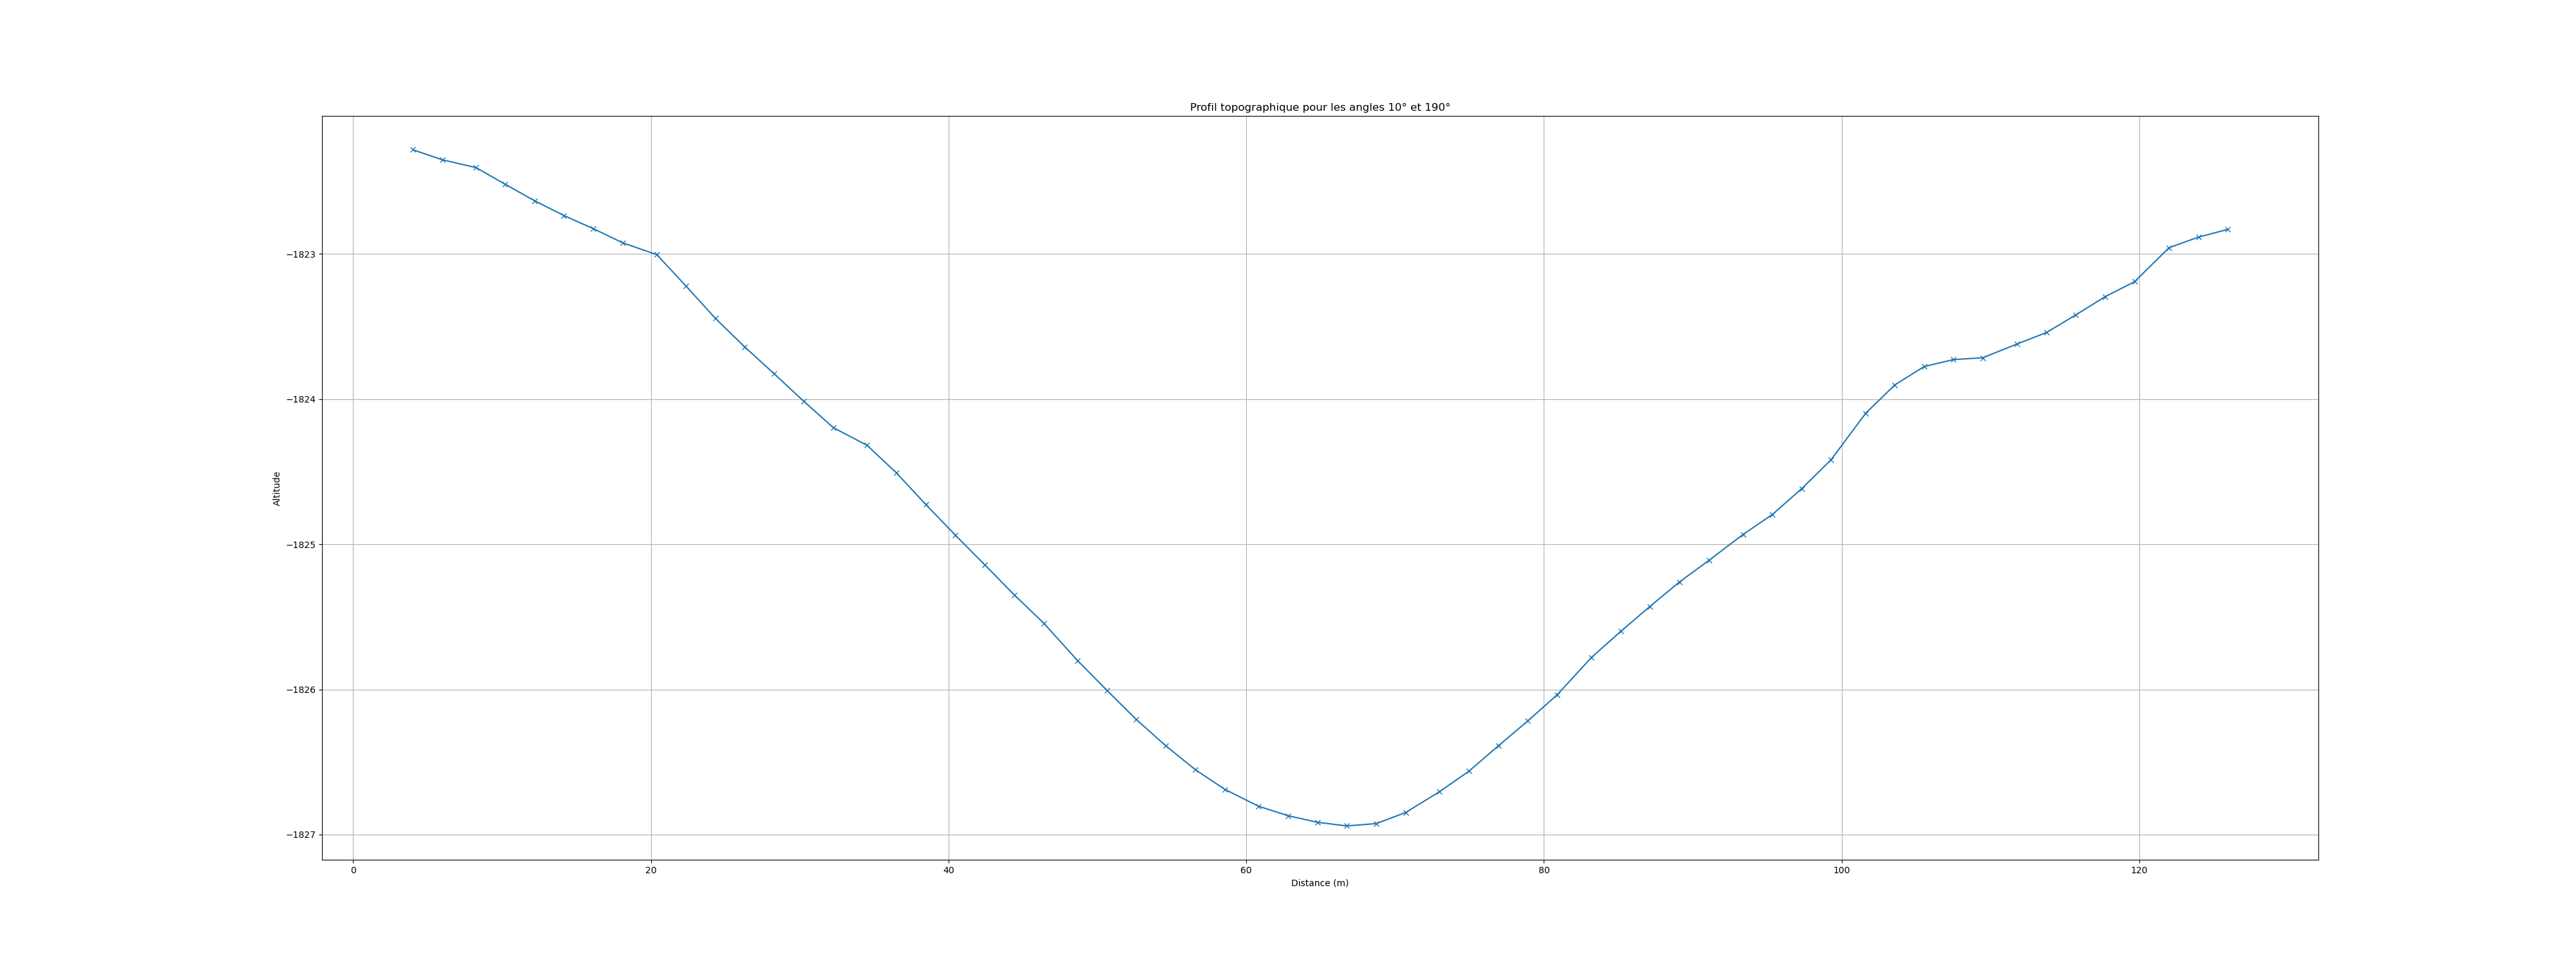 Profil topographique pour les angles 10° et 190°
−1823
−1824
−1825
−1826
−1827
Altitude
0 20 40 60 80 100 120
Distance (m)